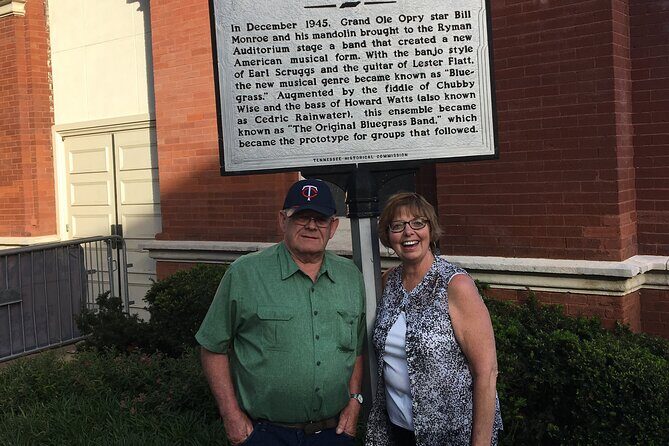 In December 1945, Grand Ole Opry star Bill
Monroe and his mandolin brought to the Ryman
Auditorium stage a band that created a new
American musical form. With the banjo style
of Earl Scruggs and the guitar of Lester Flatt,
the new musical genre became known as "Blue-
grass." Augmented by the fiddle of Chubby
Wise and the bass of Howard Watts (also known
as Cedric Rainwater), this ensemble became
known as "The Original Bluegrass Band," which
became the prototype for groups that followed.
TENNESSEE HISTORICAL COMMISSION
TC